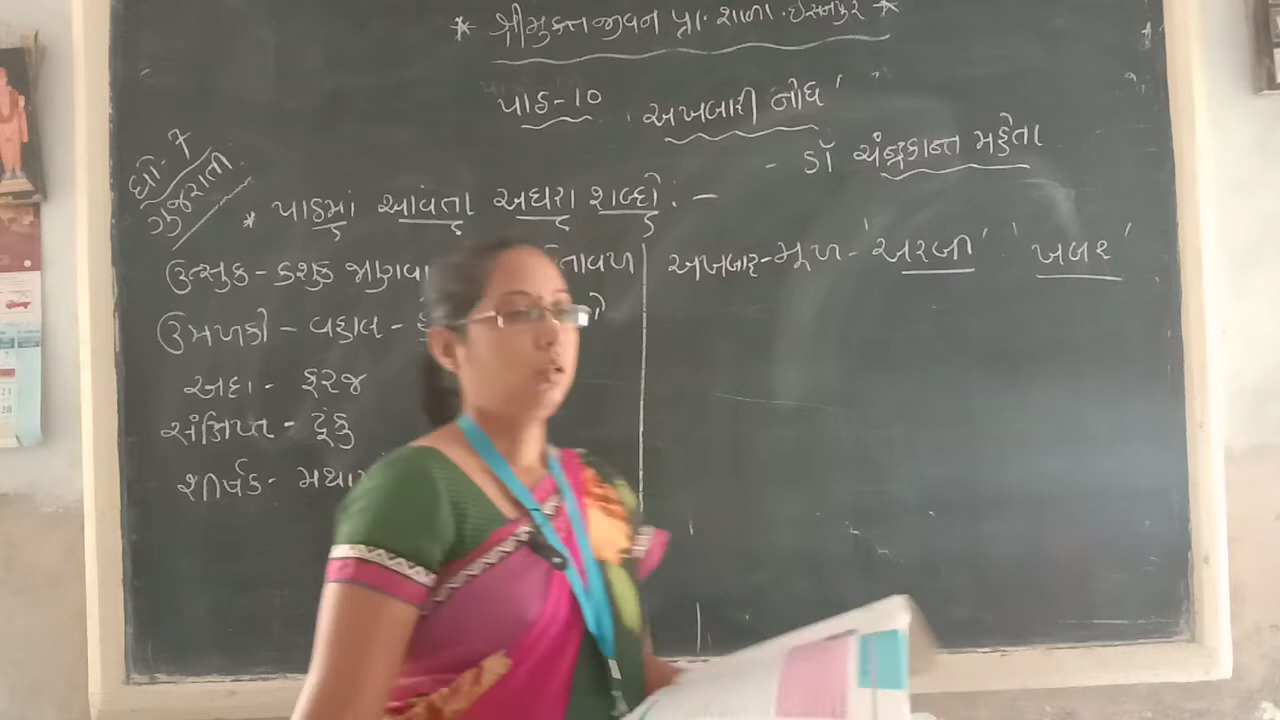 * શ્રીમુક્તજીવન પ્રા. શાળા. ઈસનપુર *
પાઠ-10 'અખબારી નોંધ'
- ડૉ ચંન્દ્રકાન્ત મહેતા
ધો. 7
ગુજરાતી
* પાઠમાં આવતા અઘરા શબ્દો : -
ઉત્સુક - કશુક જાણવા
ઉમળકો - વહાલ -
અદા - ફરજ
સંક્ષિપ્ત - ટૂંકુ
શીર્ષક -
અખબાર - મૂળ - 'અરબી' 'ખબર'